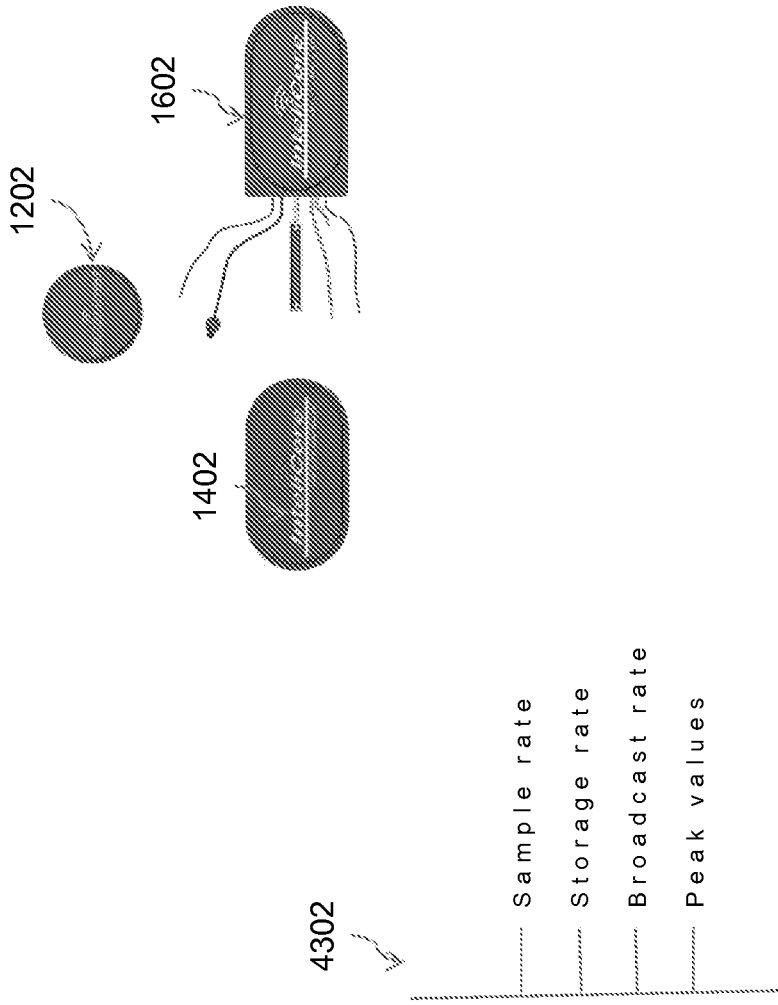 1202
1602
1402
4302
Sample rate
Storage rate
Broadcast rate
Peak values